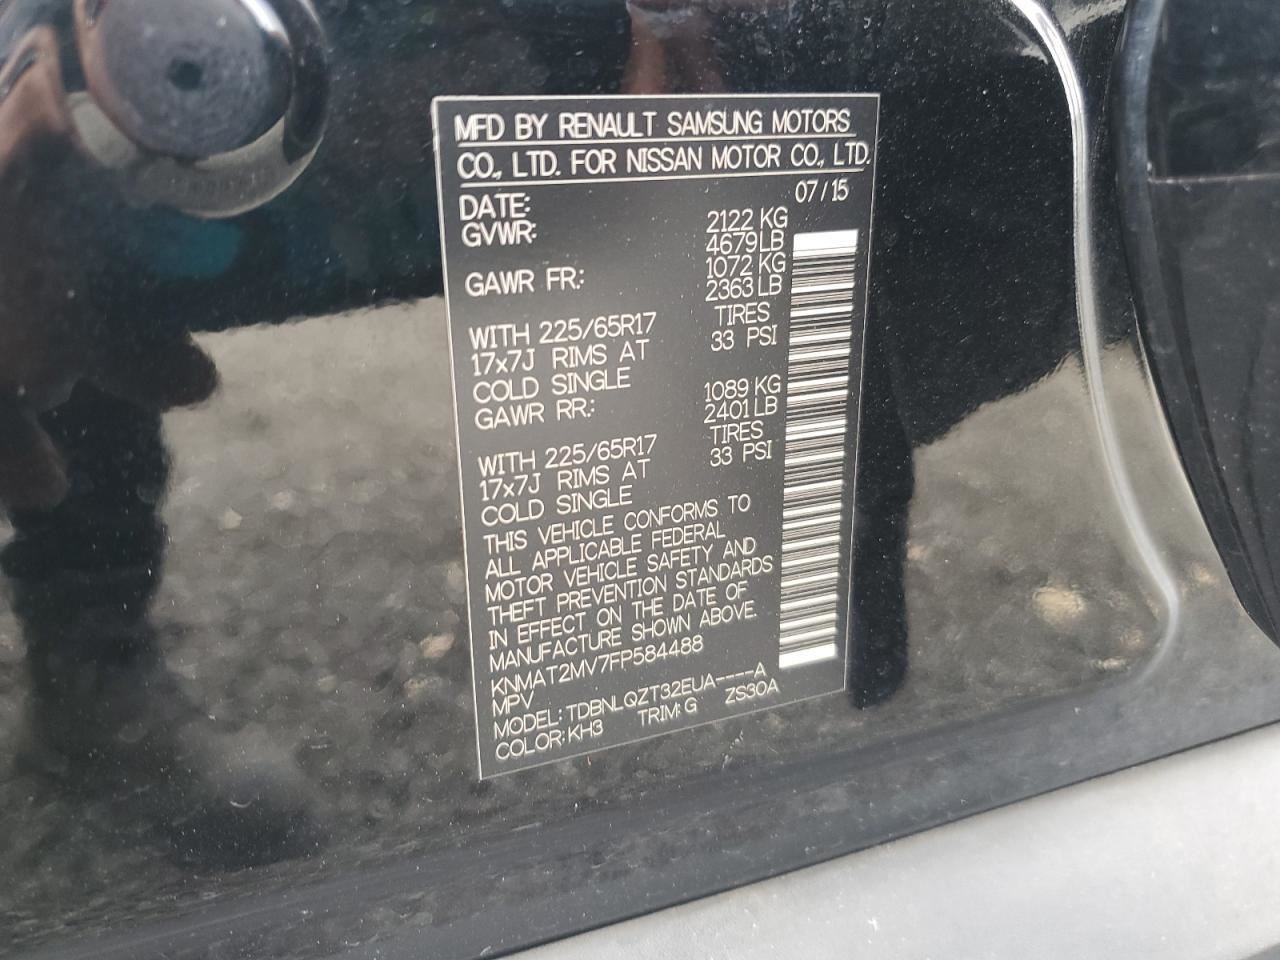 MFD BY RENAULT SAMSUNG MOTORS
CO., LTD. FOR NISSAN MOTOR CO., LTD.
DATE: 07/15
GVWR: 2122 KG
4679 LB
GAWR FR: 1072 KG
2363 LB
WITH 225/65R17 TIRES
17x7J RIMS AT 33 PSI
COLD SINGLE
GAWR RR: 1089 KG
2401 LB
WITH 225/65R17 TIRES
17x7J RIMS AT 33 PSI
COLD SINGLE
THIS VEHICLE CONFORMS TO
ALL APPLICABLE FEDERAL
MOTOR VEHICLE SAFETY AND
THEFT PREVENTION STANDARDS
IN EFFECT ON THE DATE OF
MANUFACTURE SHOWN ABOVE.
KNMAT2MV7FP584488
MPV
MODEL: TDBNLQZT32EUA----A
COLOR: KH3 TRIM: G ZS30A